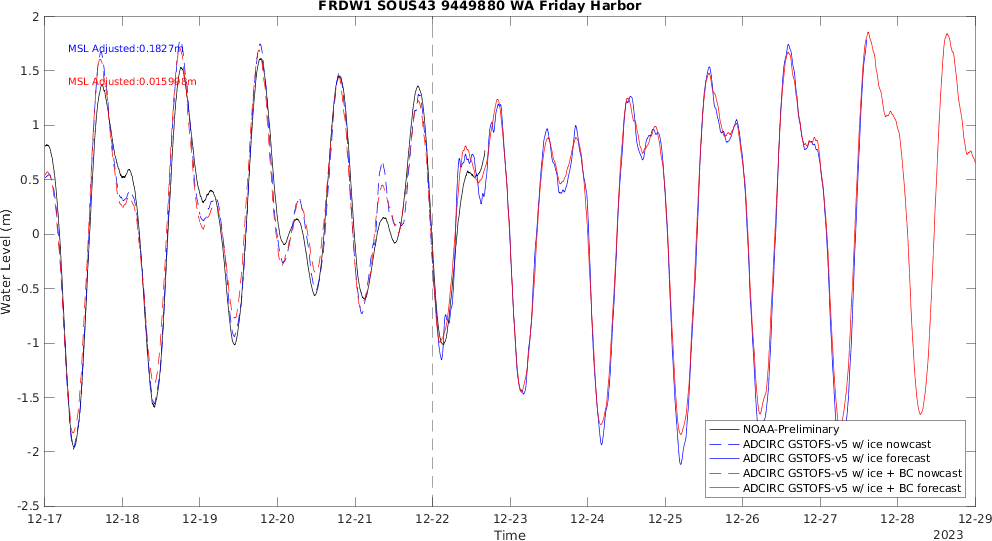 FRDW1 SOUS43 9449880 WA Friday Harbor
MSL Adjusted:0.1827m
MSL Adjusted:0.015998m
2
1.5
1
0.5
0
-0.5
-1
-1.5
-2
-2.5
Water Level (m)
NOAA-Preliminary
ADCIRC GSTOFS-v5 w/ ice nowcast
ADCIRC GSTOFS-v5 w/ ice forecast
ADCIRC GSTOFS-v5 w/ ice + BC nowcast
ADCIRC GSTOFS-v5 w/ ice + BC forecast
12-17 12-18 12-19 12-20 12-21 12-22 12-23 12-24 12-25 12-26 12-27 12-28 12-29
Time
2023